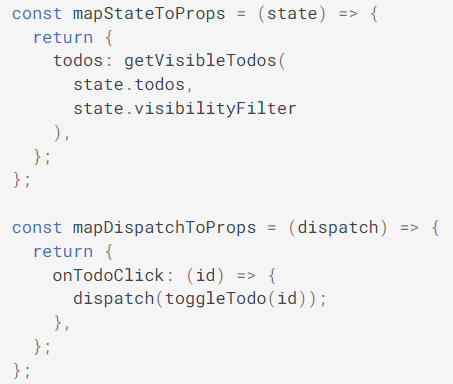 const mapStateToProps = (state) => {
  return {
    todos: getVisibleTodos(
      state.todos,
      state.visibilityFilter
    ),
  };
};

const mapDispatchToProps = (dispatch) => {
  return {
    onTodoClick: (id) => {
      dispatch(toggleTodo(id));
    },
  };
};